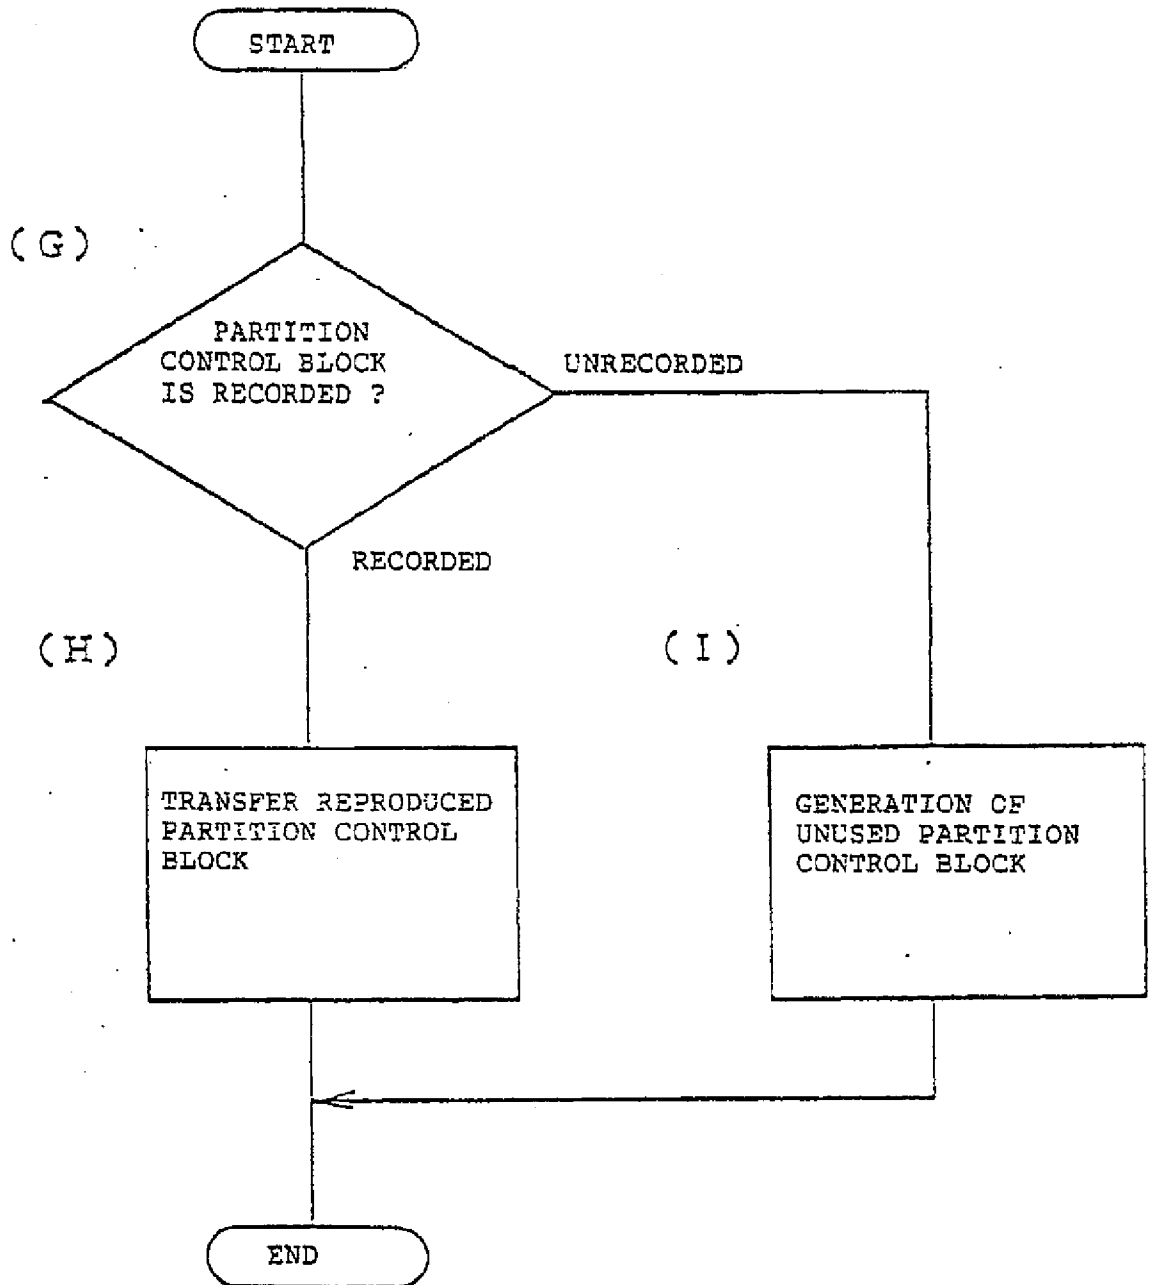 START
(G)
PARTITION
CONTROL BLOCK
IS RECORDED ?
UNRECORDED
RECORDED
(H)
(I)
TRANSFER REPRODUCED
PARTITION CONTROL
BLOCK
GENERATION OF
UNUSED PARTITION
CONTROL BLOCK
END